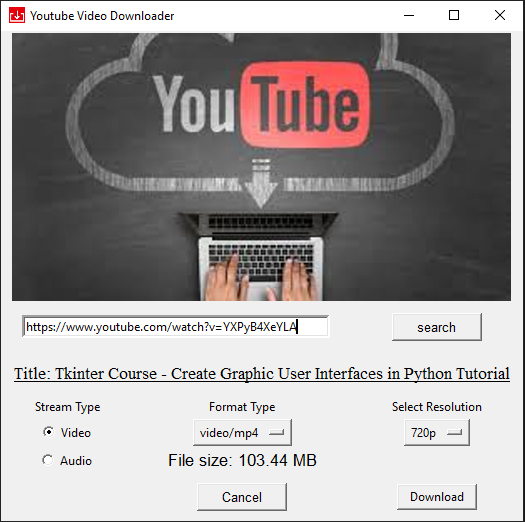 Youtube Video Downloader
YouTube
https://www.youtube.com/watch?v=YXPyB4XeYLA
search
Title: Tkinter Course - Create Graphic User Interfaces in Python Tutorial
Stream Type
Format Type
Select Resolution
Video
video/mp4
720p
Audio
File size: 103.44 MB
Cancel
Download